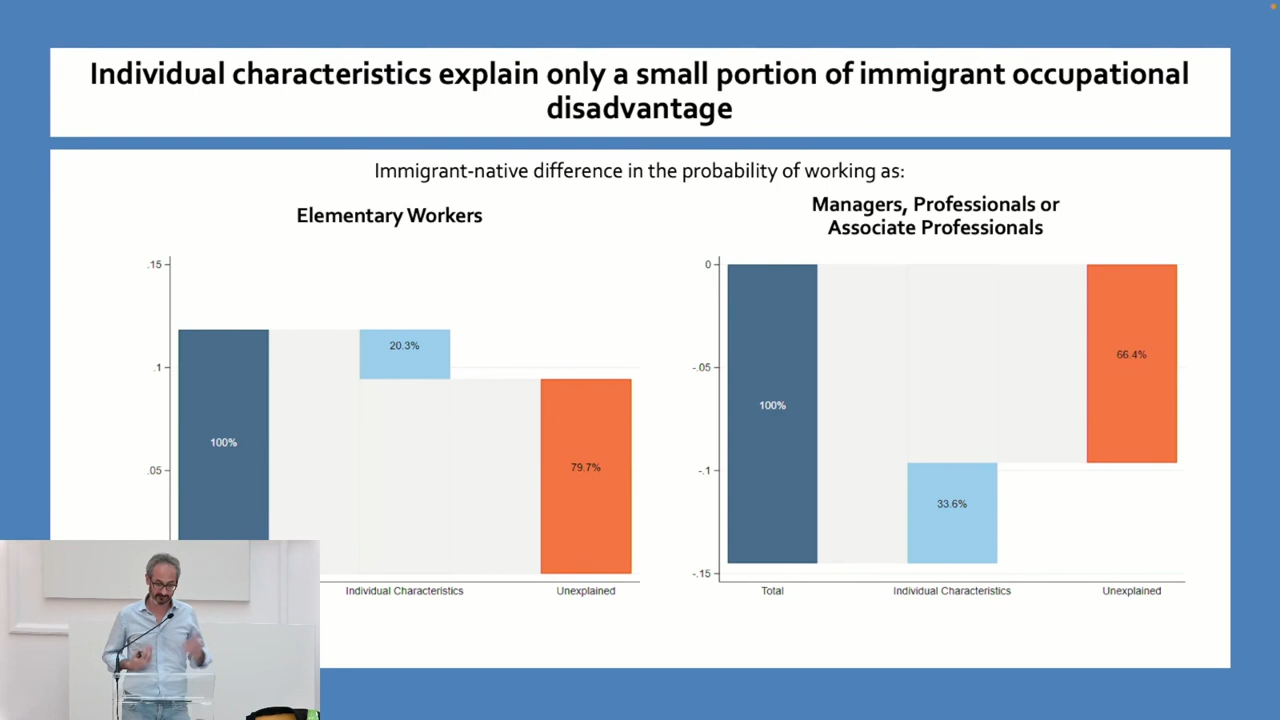 Individual characteristics explain only a small portion of immigrant occupational
disadvantage
Immigrant-native difference in the probability of working as:
Elementary Workers
.15
.1
.05
100%
20.3%
79.7%
Individual Characteristics
Unexplained
Managers, Professionals or
Associate Professionals
0
-.05
-.1
-.15
100%
33.6%
66.4%
Total
Individual Characteristics
Unexplained